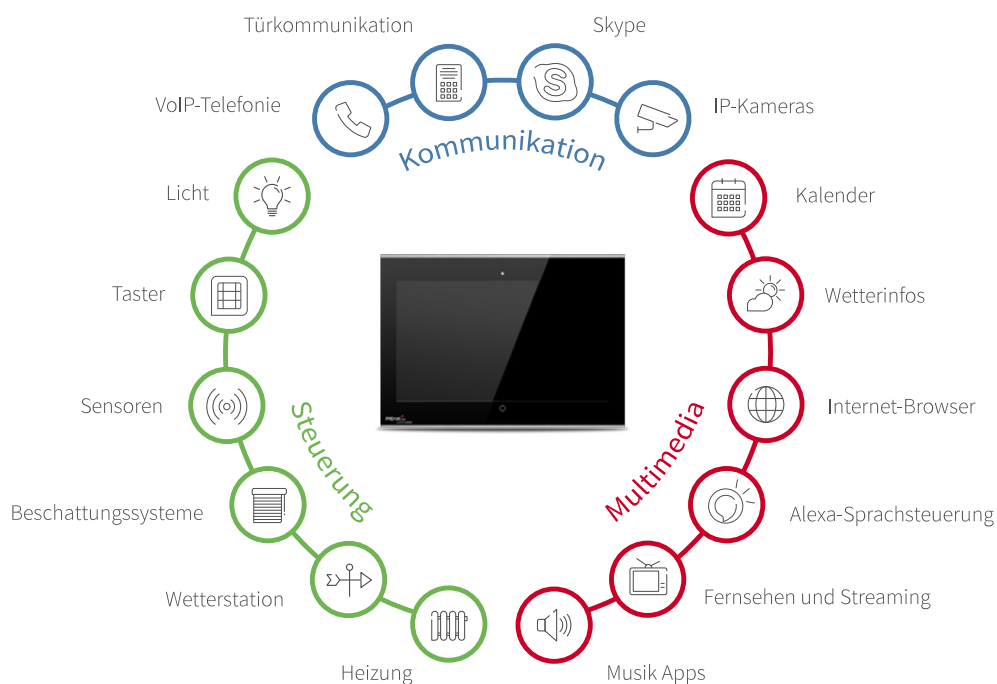 Türkommunikation
Skype
VoIP-Telefonie
IP-Kameras
Kommunikation
Licht
Kalender
Taster
Wetterinfos
Sensoren
Internet-Browser
Steuerung
Multimedia
Beschattungssysteme
Alexa-Sprachsteuerung
Wetterstation
Fernsehen und Streaming
Heizung
Musik Apps